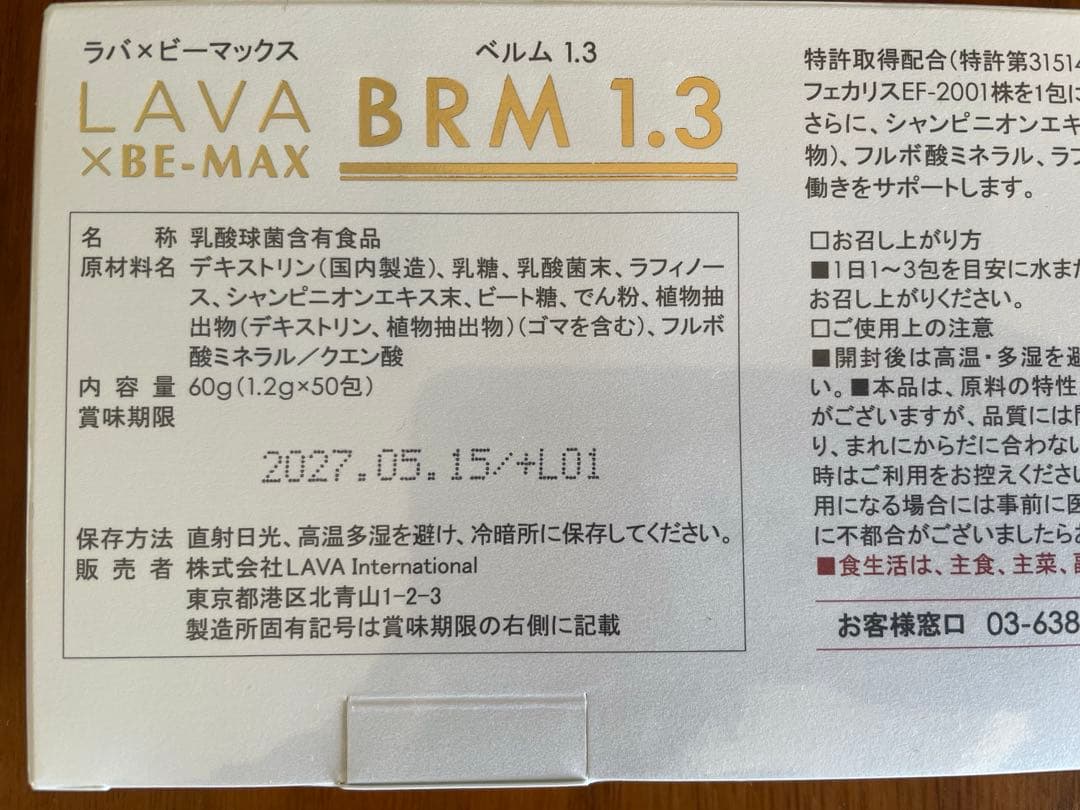 ラバ×ビーマックス
LAVA
×BE-MAX
ベルム 1.3
BRM 1.3
名　　称 乳酸球菌含有食品
原材料名 デキストリン(国内製造)、乳糖、乳酸菌末、ラフィノー
ス、シャンピニオンエキス末、ビート糖、でん粉、植物抽
出物(デキストリン、植物抽出物)(ゴマを含む)、フルボ
酸ミネラル／クエン酸
内 容 量 60g(1.2g×50包)
賞味期限
2027.05.15/+L01
保存方法 直射日光、高温多湿を避け、冷暗所に保存してください。
販 売 者 株式会社LAVA International
東京都港区北青山1-2-3
製造所固有記号は賞味期限の右側に記載
特許取得配合(特許第31514
フェカリスEF-2001株を1包に
さらに、シャンピニオンエキ
物)、フルボ酸ミネラル、ラフ
働きをサポートします。
□お召し上がり方
■1日1〜3包を目安に水また
お召し上がりください。
□ご使用上の注意
■開封後は高温・多湿を避
い。■本品は、原料の特性
がございますが、品質には問
り、まれにからだに合わない
時はご利用をお控えください
用になる場合には事前に医
に不都合がございましたらお
■食生活は、主食、主菜、副
お客様窓口 03-638